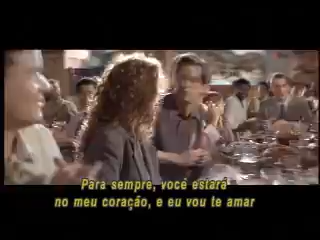 Para sempre, você estará
no meu coração, e eu vou te amar